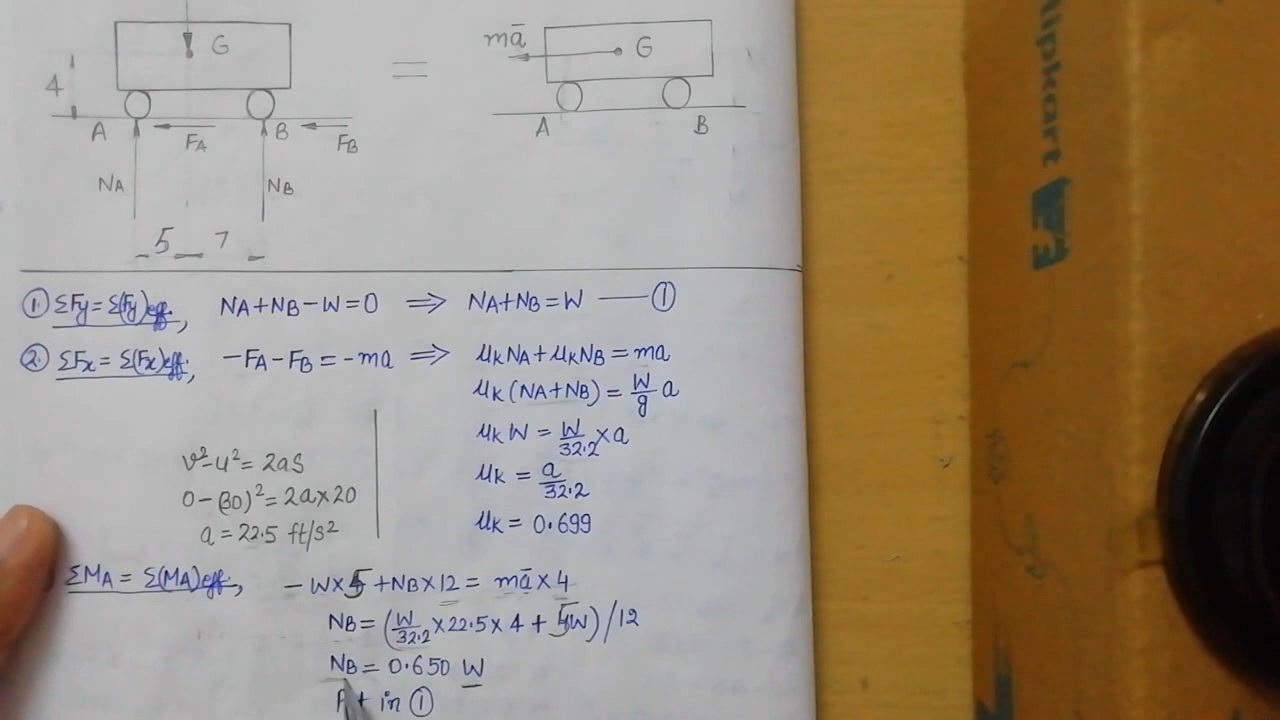 G
4
A
FA
B
FB
NA
NB
5 7
=
mā
G
A
B
① ΣFy = Σ(Fy)eff., NA+NB-W=0 ⇒ NA+NB=W —— ①
② ΣFx = Σ(Fx)eff., -FA-FB=-ma ⇒ μKNA+μKNB=ma
μK(NA+NB)=W/g a
μKW=W/32.2×a
μK=a/32.2
μK=0.699
v²-u²=2aS
0-(30)²=2a×20
a=22.5 ft/s²
ΣMA = Σ(MA)eff., -W×5+NB×12=mā×4
NB=(W/32.2×22.5×4+5W)/12
NB=0.650 W
in ①
flipkart